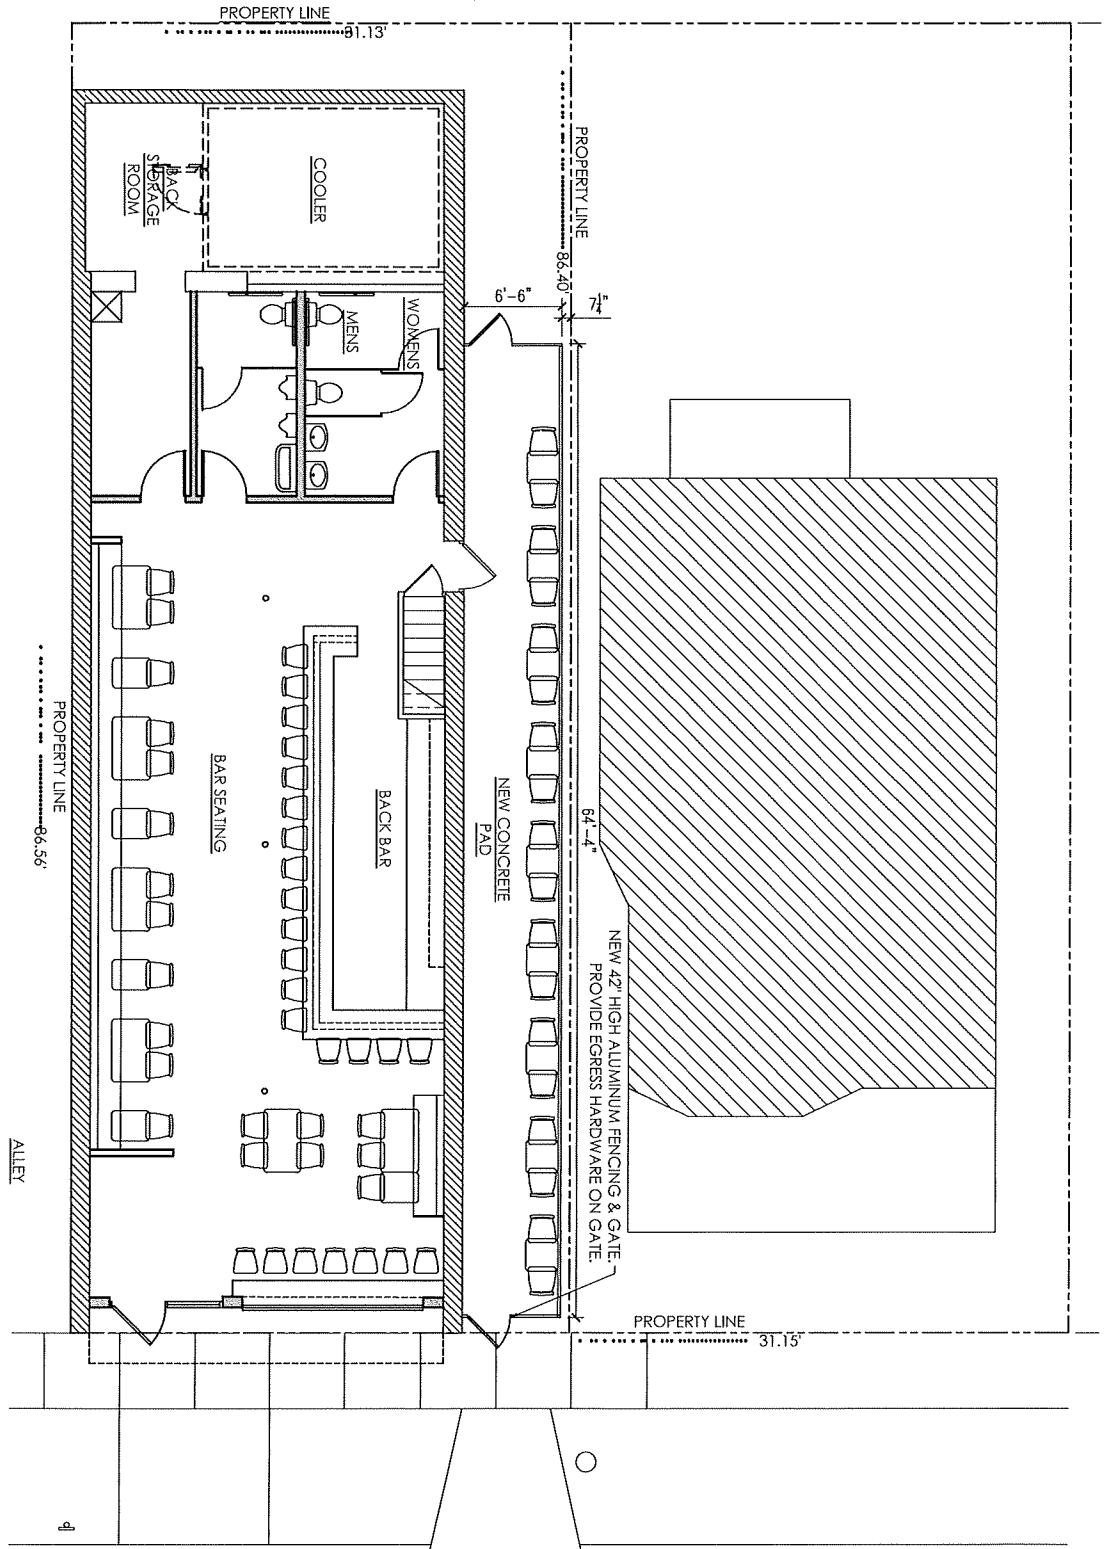 PROPERTY LINE
31.13'
PROPERTY LINE
86.40'
COOLER
BACK
STORAGE
ROOM
6'-6"
7¼"
MENS
WOMENS
PROPERTY LINE
86.56'
BAR SEATING
BACK BAR
NEW CONCRETE
PAD
64'-4"
NEW 42" HIGH ALUMINUM FENCING & GATE.
PROVIDE EGRESS HARDWARE ON GATE.
ALLEY
PROPERTY LINE
31.15'